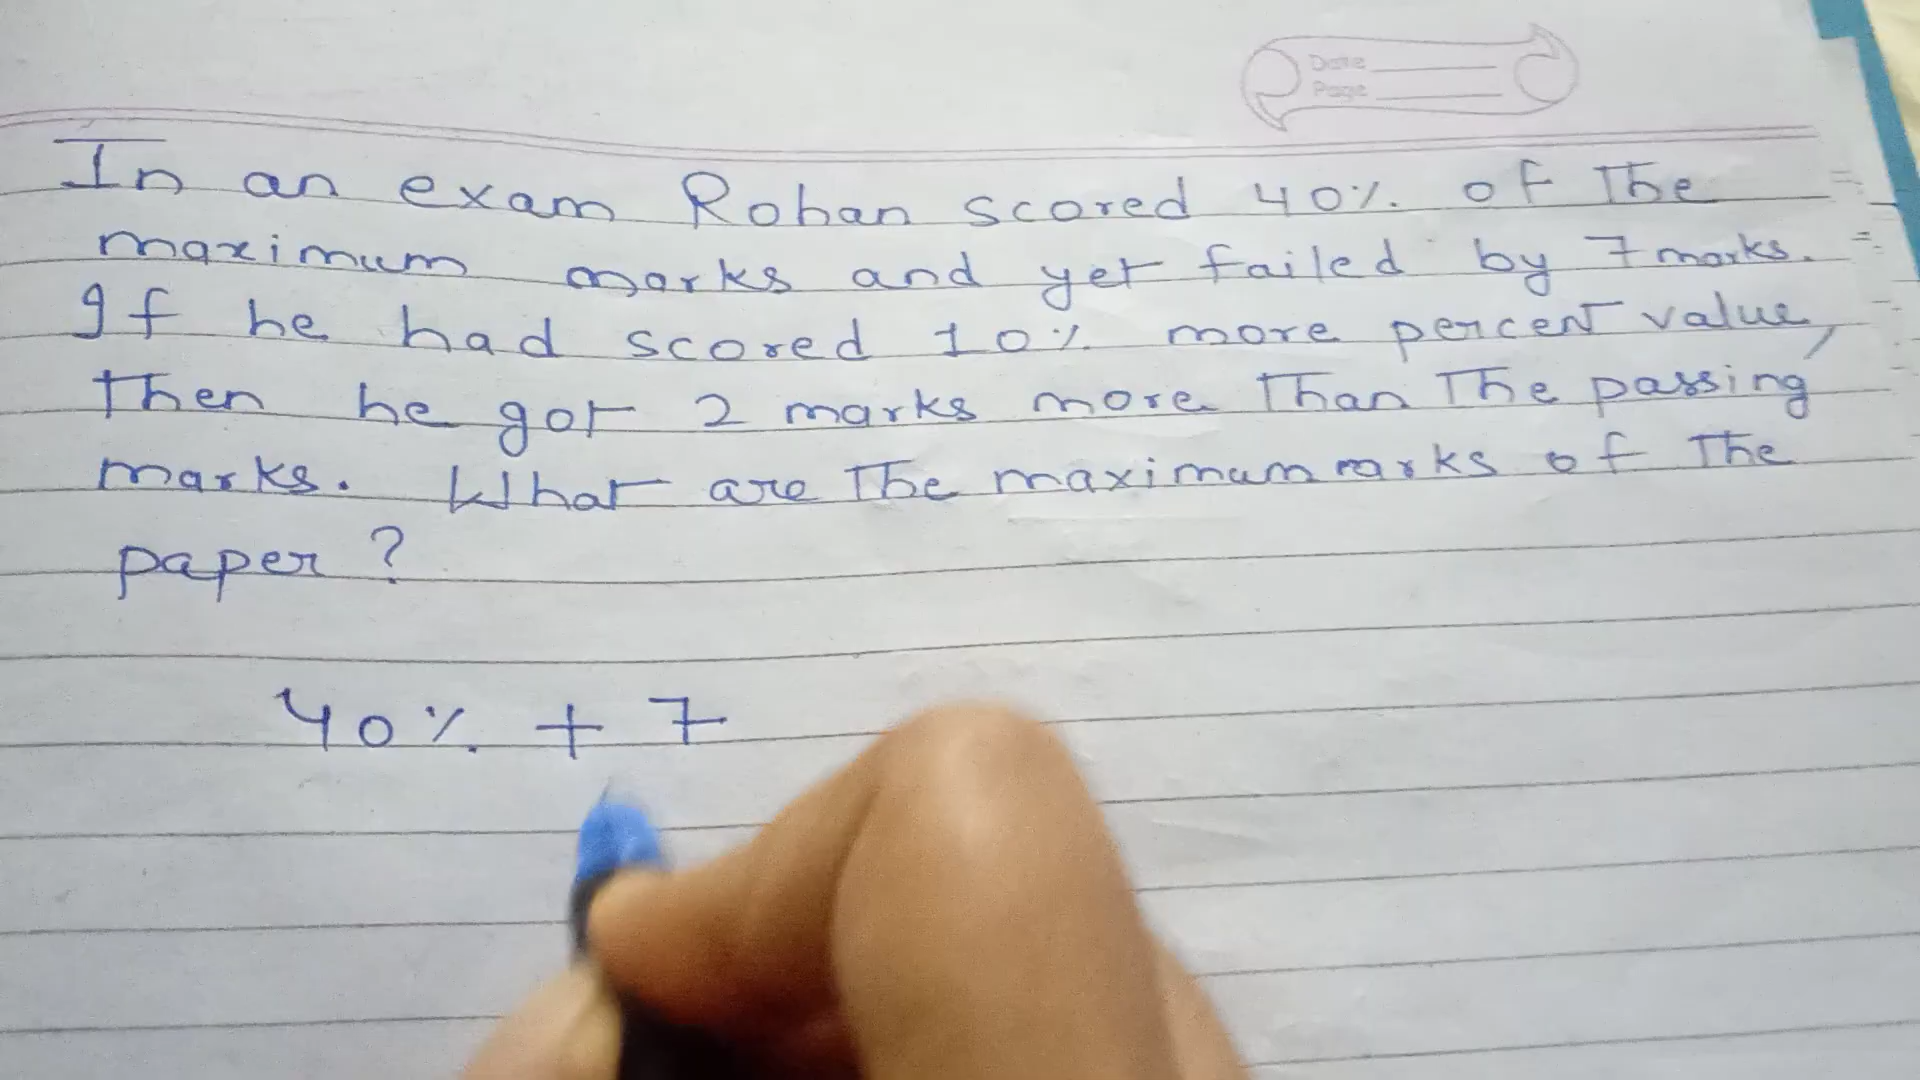 Date
Page
In an exam Rohan scored 40% of the
maximum marks and yet failed by 7 marks.
If he had scored 10% more percent value,
then he got 2 marks more than the passing
marks. What are the maximum marks of the
paper ?
40% + 7